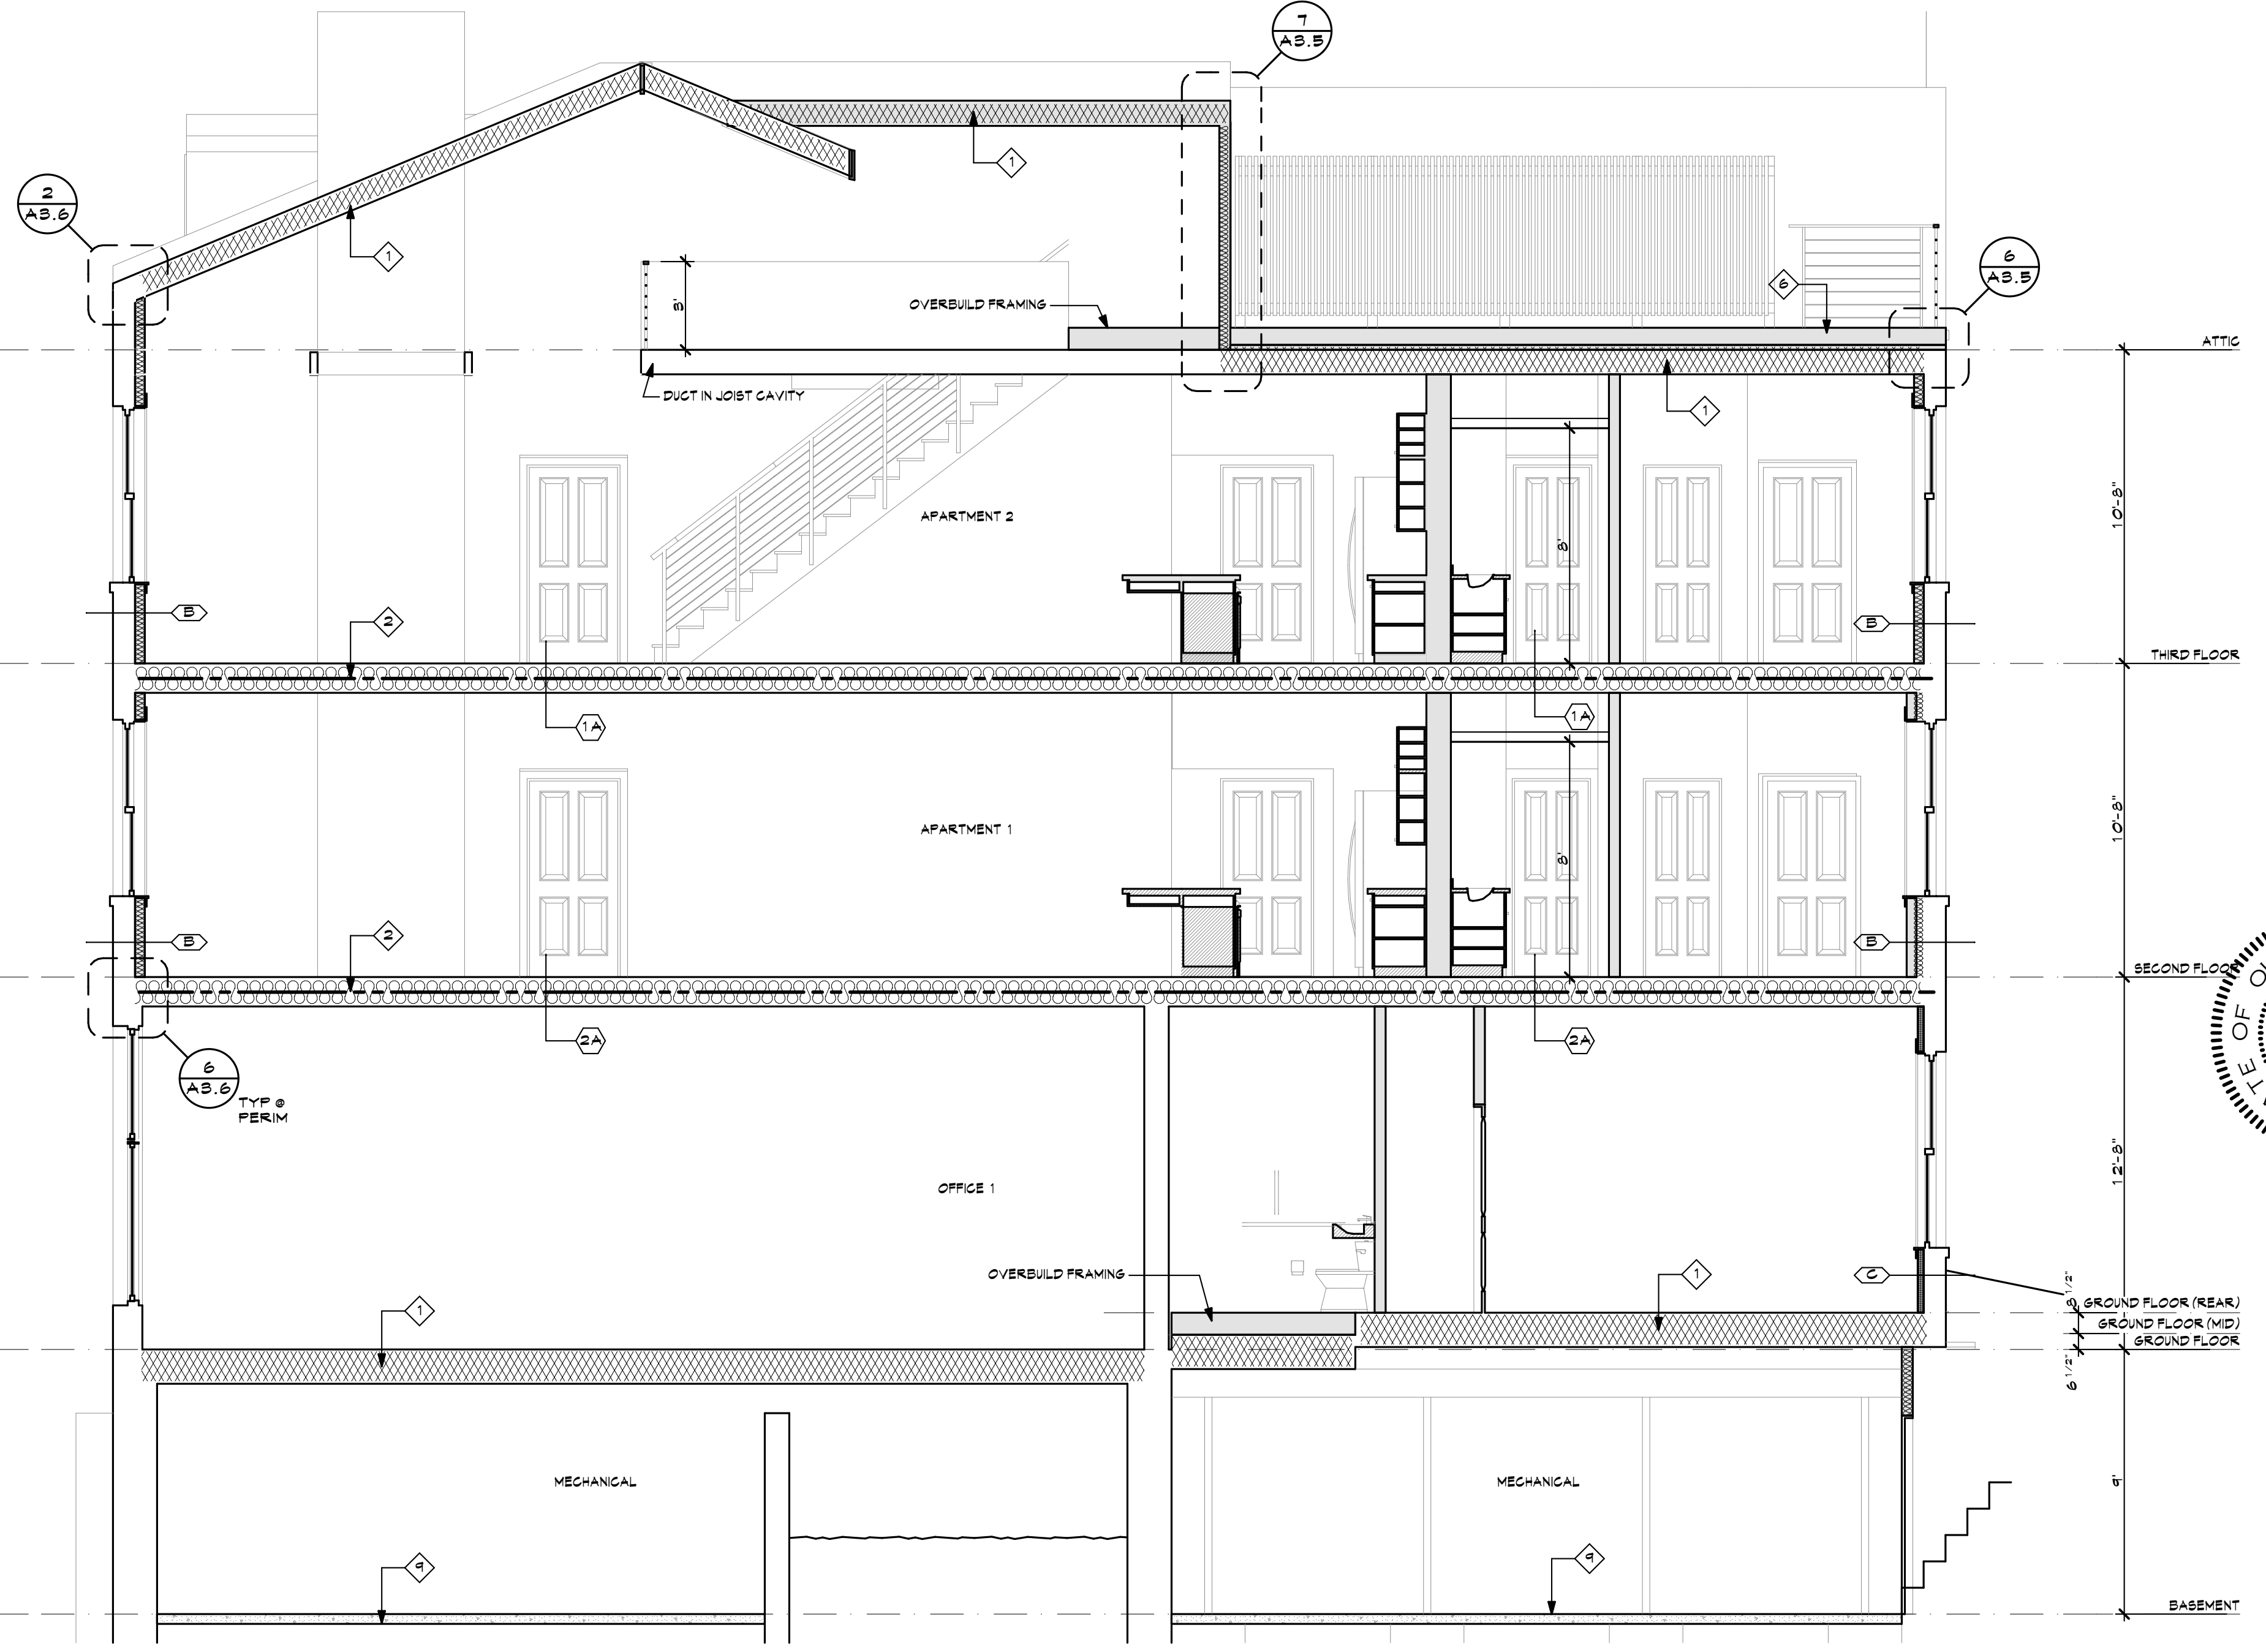 7
A3.5
2
A3.6
1
1
6
A3.5
6
3'
OVERBUILD FRAMING
ATTIC
DUCT IN JOIST CAVITY
1
10'-8"
APARTMENT 2
8'
B
2
B
THIRD FLOOR
1A
1A
10'-8"
APARTMENT 1
8'
B
2
B
SECOND FLOOR
2A
2A
6
A3.6
TYP @
PERIM
12'-8"
OFFICE 1
OVERBUILD FRAMING
1
C
8 1/2"
GROUND FLOOR (REAR)
1
GROUND FLOOR (MID)
GROUND FLOOR
6 1/2"
MECHANICAL
MECHANICAL
9'
9
9
BASEMENT
TE OF O